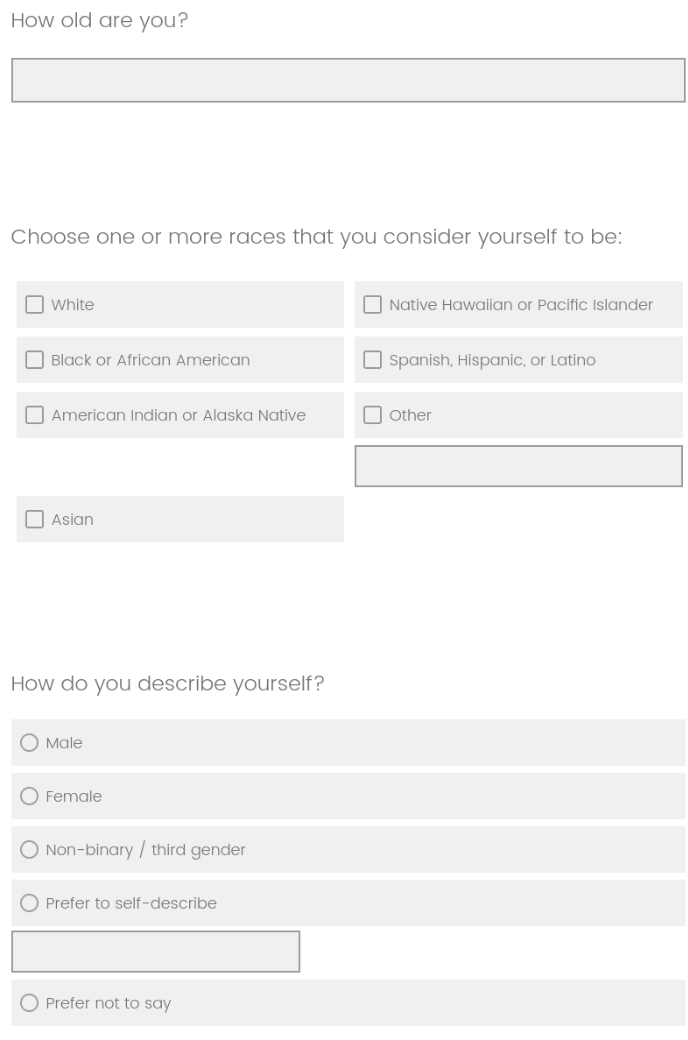 How old are you?
Choose one or more races that you consider yourself to be:
White
Native Hawaiian or Pacific Islander
Black or African American
Spanish, Hispanic, or Latino
American Indian or Alaska Native
Other
Asian
How do you describe yourself?
Male
Female
Non-binary / third gender
Prefer to self-describe
Prefer not to say